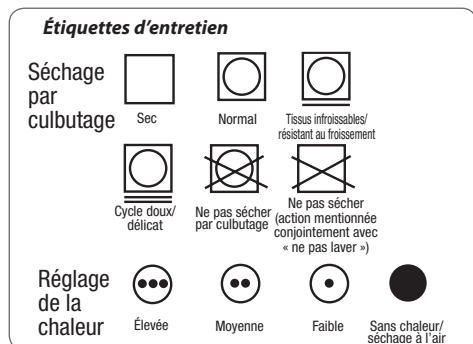 Étiquettes d'entretien
Séchage
par
culbutage
Sec
Normal
Tissus infroissables/
résistant au froissement
Cycle doux/
délicat
Ne pas sécher
par culbutage
Ne pas sécher
(action mentionnée
conjointement avec
« ne pas laver »)
Réglage
de la
chaleur
Élevée
Moyenne
Faible
Sans chaleur/
séchage à l'air